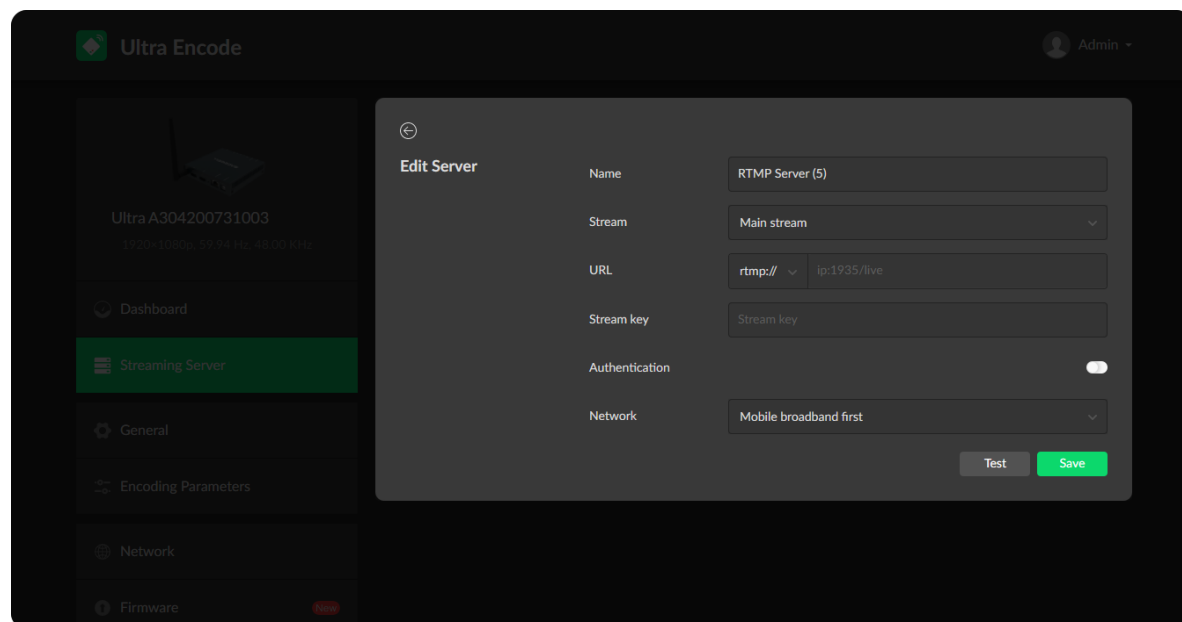 Ultra Encode
Admin
Ultra A304200731003
1920×1080p, 59.94 Hz, 48.00 KHz
Dashboard
Streaming Server
General
Encoding Parameters
Network
Firmware New
Edit Server
Name RTMP Server (5)
Stream Main stream
URL rtmp:// ip:1935/live
Stream key Stream key
Authentication
Network Mobile broadband first
Test Save